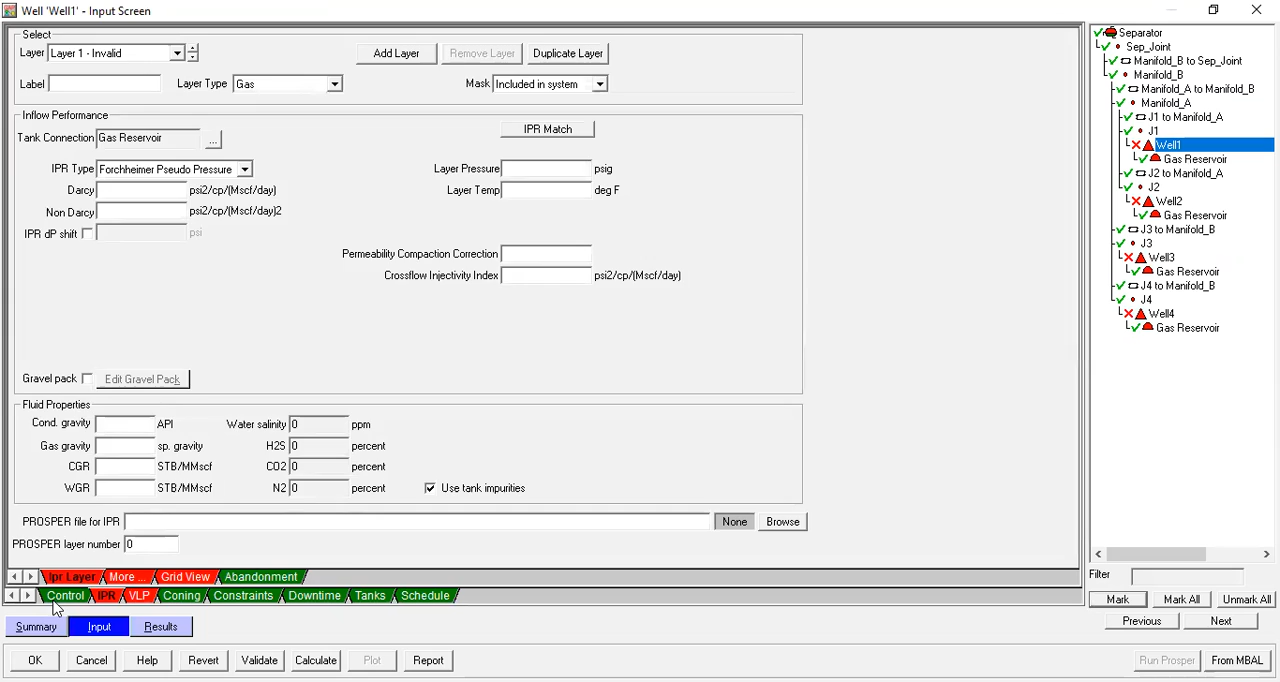 Well 'Well1' - Input Screen
Select
Layer Layer 1 - Invalid Add Layer Remove Layer Duplicate Layer
Label Layer Type Gas Mask Included in system
Inflow Performance
Tank Connection Gas Reservoir ... IPR Match
IPR Type Forchheimer Pseudo Pressure Layer Pressure psig
Darcy psi2/cp/(Mscf/day) Layer Temp deg F
Non Darcy psi2/cp/(Mscf/day)2
IPR dP shift psi
Permeability Compaction Correction
Crossflow Injectivity Index psi2/cp/(Mscf/day)
Gravel pack Edit Gravel Pack
Fluid Properties
Cond. gravity API Water salinity 0 ppm
Gas gravity sp. gravity H2S 0 percent
CGR STB/MMscf CO2 0 percent
WGR STB/MMscf N2 0 percent Use tank impurities
PROSPER file for IPR None Browse
PROSPER layer number 0
Ipr Layer More ... Grid View Abandonment
Control IPR VLP Coning Constraints Downtime Tanks Schedule
Summary Input Results
OK Cancel Help Revert Validate Calculate Plot Report Run Prosper From MBAL
Separator
Sep_Joint
Manifold_B to Sep_Joint
Manifold_B
Manifold_A to Manifold_B
Manifold_A
J1 to Manifold_A
J1
Well1
Gas Reservoir
J2 to Manifold_A
J2
Well2
Gas Reservoir
J3 to Manifold_B
J3
Well3
Gas Reservoir
J4 to Manifold_B
J4
Well4
Gas Reservoir
Filter
Mark Mark All Unmark All
Previous Next